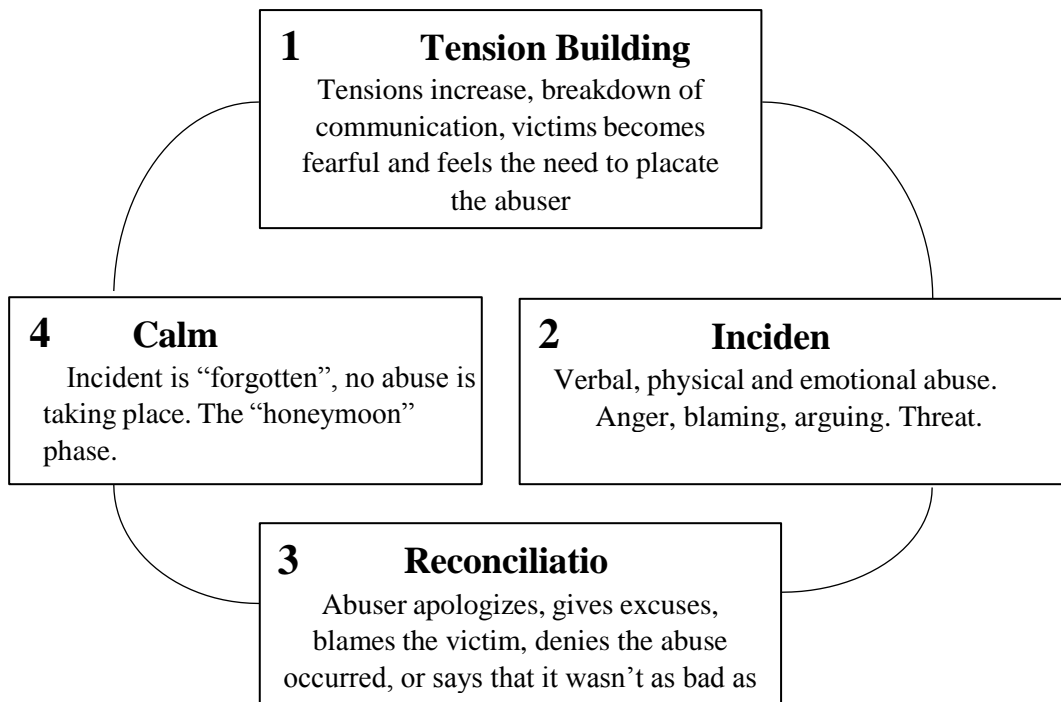 1 Tension Building
Tensions increase, breakdown of
communication, victims becomes
fearful and feels the need to placate
the abuser
2 Inciden
Verbal, physical and emotional abuse.
Anger, blaming, arguing. Threat.
3 Reconciliatio
Abuser apologizes, gives excuses,
blames the victim, denies the abuse
occurred, or says that it wasn’t as bad as
4 Calm
Incident is “forgotten”, no abuse is
taking place. The “honeymoon”
phase.